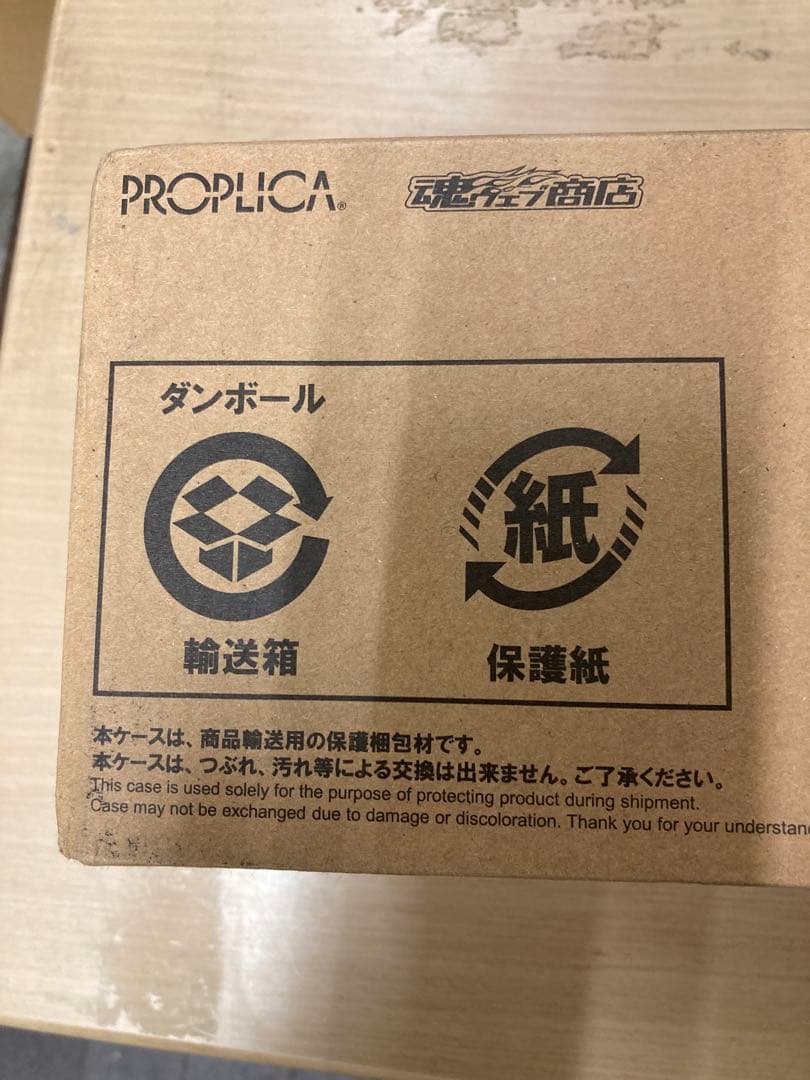 PROPLICA®
魂ウェブ商店
ダンボール
紙
輸送箱
保護紙
本ケースは、商品輸送用の保護梱包材です。
本ケースは、つぶれ、汚れ等による交換は出来ません。ご了承ください。
This case is used solely for the purpose of protecting product during shipment.
Case may not be exchanged due to damage or discoloration. Thank you for your understan